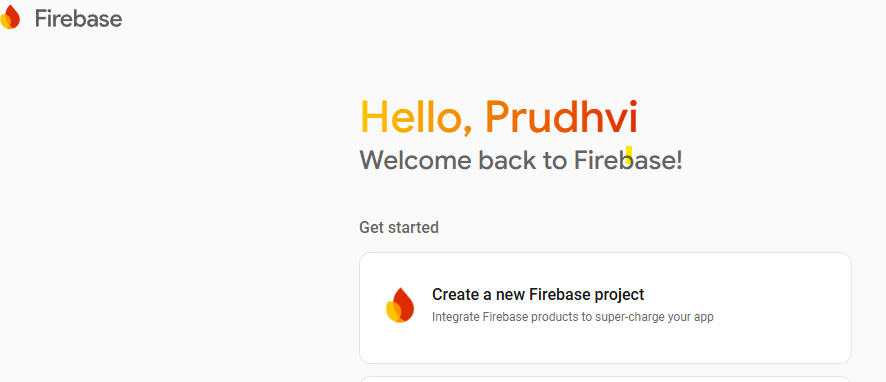 Firebase
Hello, Prudhvi
Welcome back to Firebase!
Get started
Create a new Firebase project
Integrate Firebase products to super-charge your app